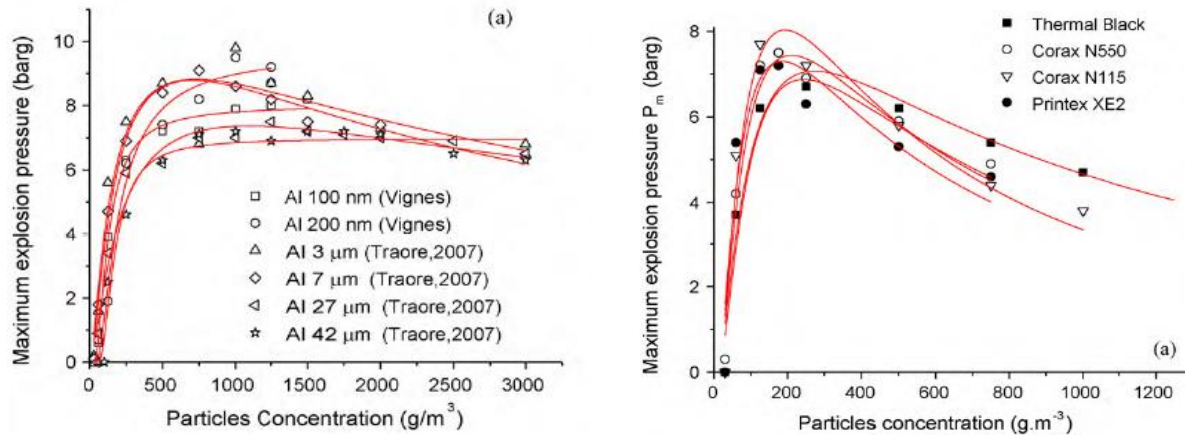 (a)
Maximum explosion pressure (barg)
10
8
6
4
2
0
Al 100 nm (Vignes)
Al 200 nm (Vignes)
Al 3 μm (Traore,2007)
Al 7 μm (Traore,2007)
Al 27 μm (Traore,2007)
Al 42 μm (Traore,2007)
0 500 1000 1500 2000 2500 3000
Particles Concentration (g/m³)
Maximum explosion pressure Pm (barg)
8
6
4
2
0
Thermal Black
Corax N550
Corax N115
Printex XE2
(a)
0 200 400 600 800 1000 1200
Particles concentration (g.m⁻³)